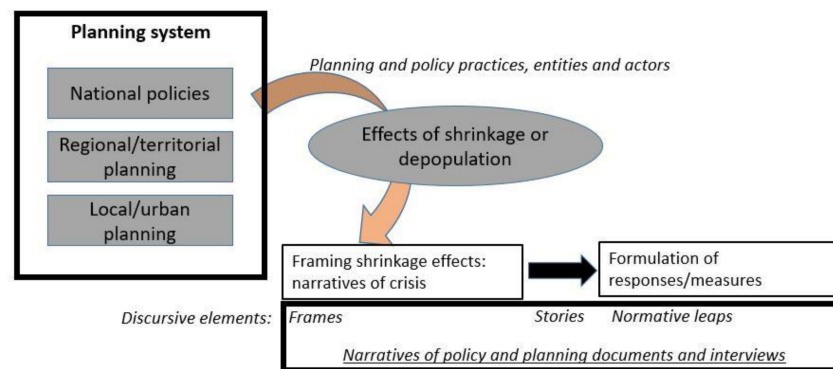 Planning system
National policies
Regional/territorial
planning
Local/urban
planning
Planning and policy practices, entities and actors
Effects of shrinkage or
depopulation
Framing shrinkage effects:
narratives of crisis
Formulation of
responses/measures
Discursive elements: Frames Stories Normative leaps
Narratives of policy and planning documents and interviews